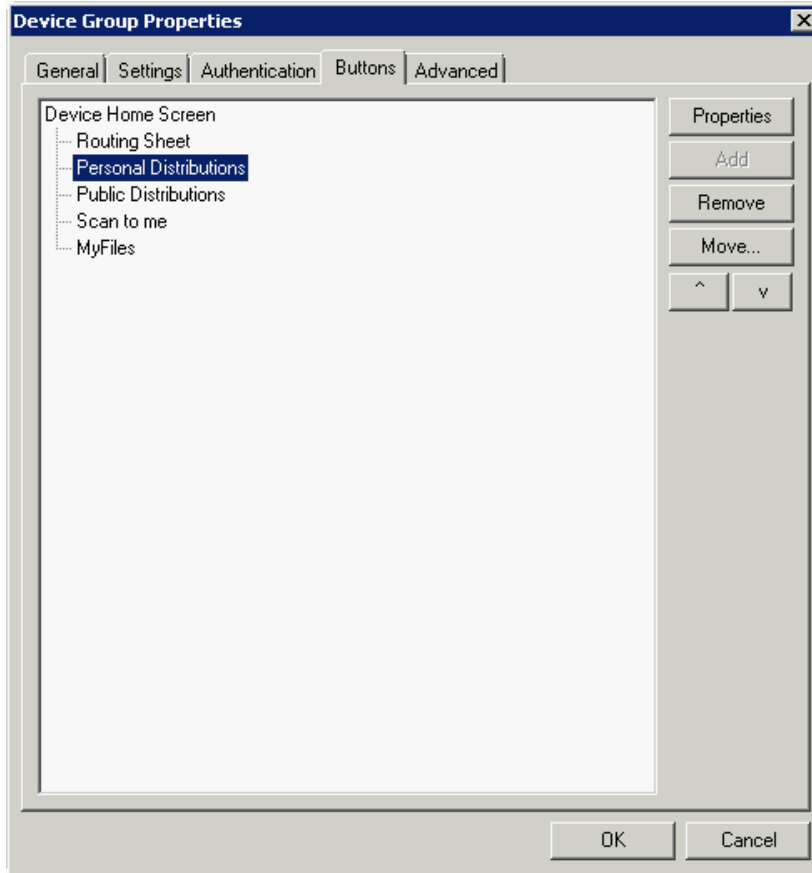 Device Group Properties
General Settings Authentication Buttons Advanced
Device Home Screen
Routing Sheet
Personal Distributions
Public Distributions
Scan to me
MyFiles
Properties
Add
Remove
Move...
^ v
OK Cancel